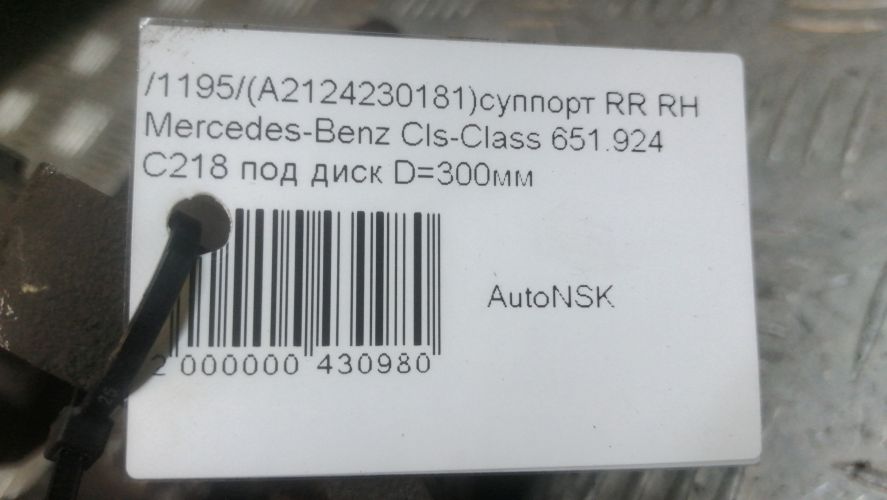 /1195/(A2124230181)суппорт RR RH
Mercedes-Benz Cls-Class 651.924
C218 под диск D=300мм
AutoNSK
2 000000 430980